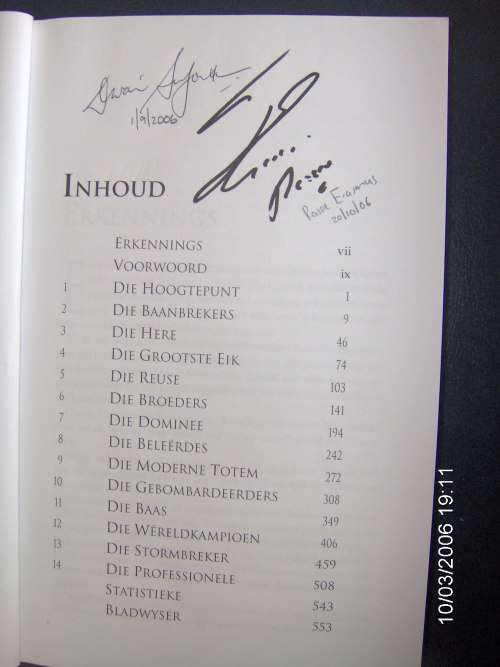 1/9/2006
Rassie Erasmus
20/10/06
INHOUD
ERKENNINGS vii
VOORWOORD ix
1 DIE HOOGTEPUNT 1
2 DIE BAANBREKERS 9
3 DIE HERE 46
4 DIE GROOTSTE EIK 74
5 DIE REUSE 103
6 DIE BROEDERS 141
7 DIE DOMINEE 194
8 DIE BELEËRDES 242
9 DIE MODERNE TOTEM 272
10 DIE GEBOMBARDEERDERS 308
11 DIE BAAS 349
12 DIE WÊRELDKAMPIOEN 406
13 DIE STORMBREKER 459
14 DIE PROFESSIONELE 508
STATISTIEKE 543
BLADWYSER 553
10/03/2006 19:11